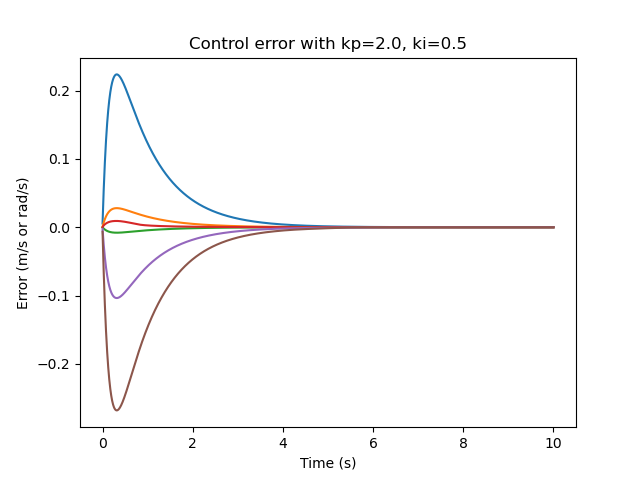 Control error with kp=2.0, ki=0.5
Error (m/s or rad/s)
0.2
0.1
0.0
−0.1
−0.2
0 2 4 6 8 10
Time (s)